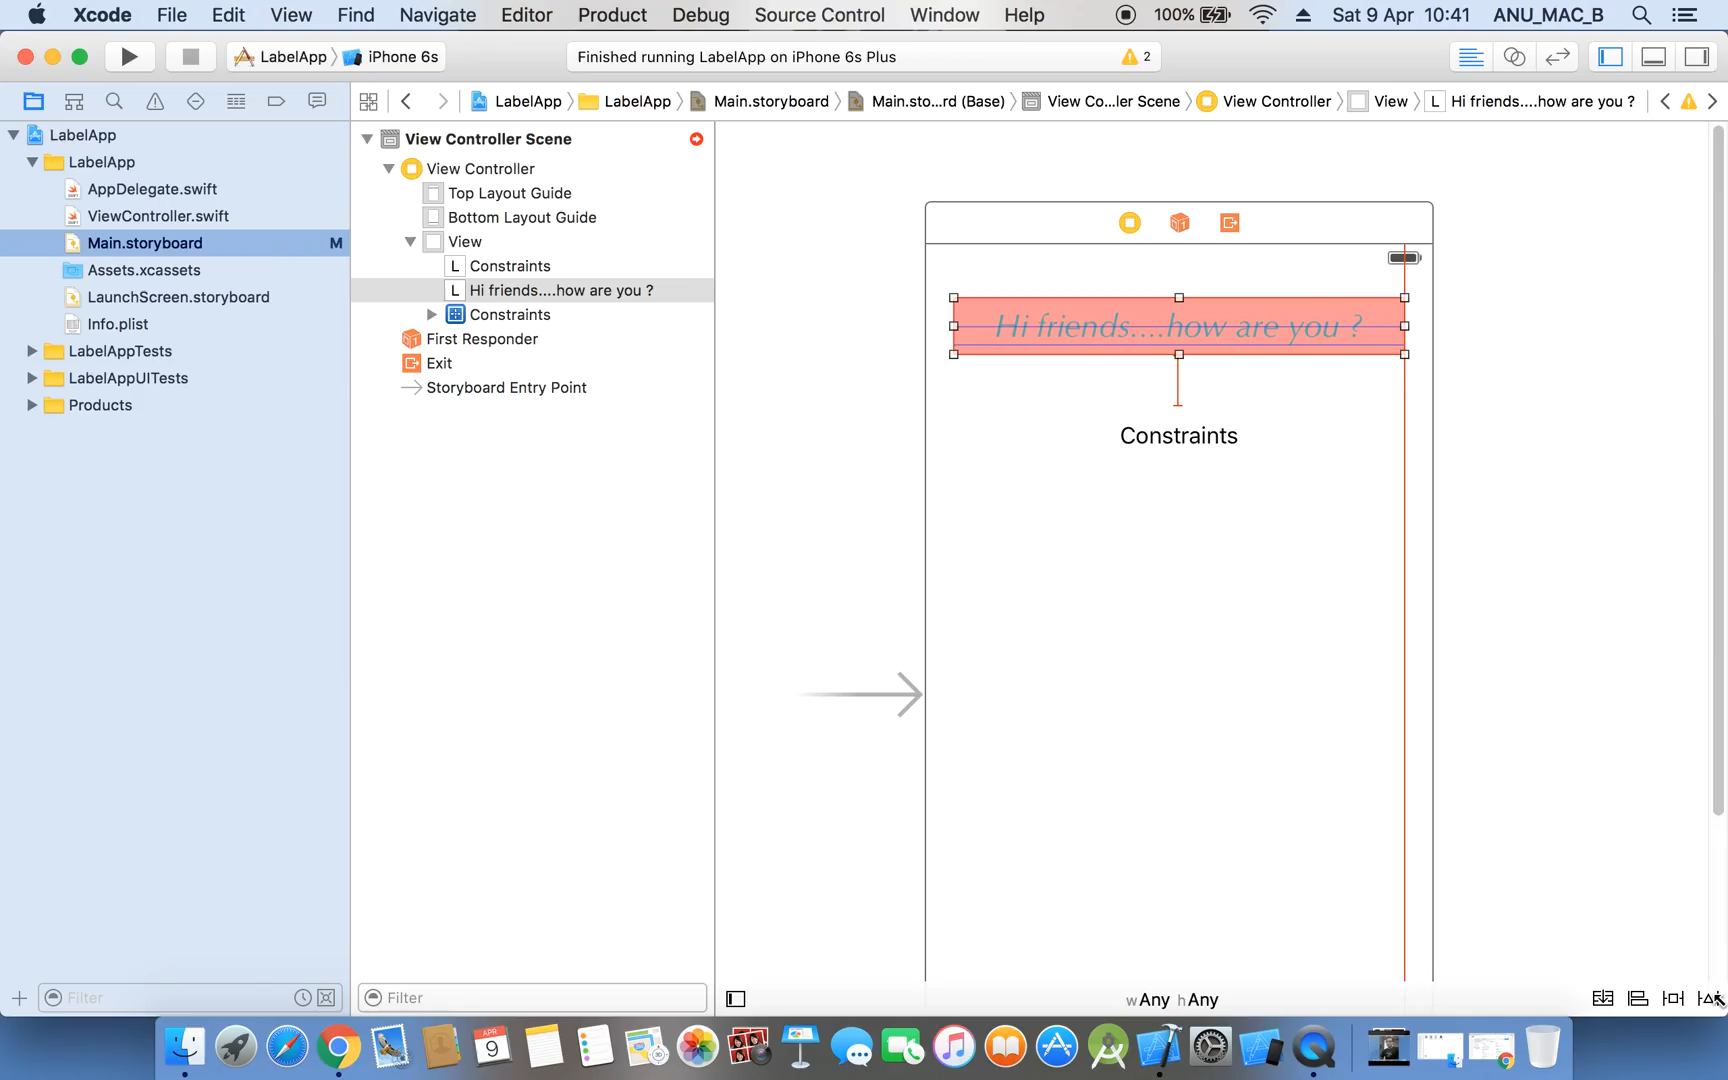 Xcode File Edit View Find Navigate Editor Product Debug Source Control Window Help 100% Sat 9 Apr 10:41 ANU_MAC_B
LabelApp iPhone 6s Finished running LabelApp on iPhone 6s Plus 2
LabelApp LabelApp Main.storyboard Main.sto...rd (Base) View Co...ler Scene View Controller View L Hi friends....how are you ?
LabelApp
LabelApp
AppDelegate.swift
ViewController.swift
Main.storyboard M
Assets.xcassets
LaunchScreen.storyboard
Info.plist
LabelAppTests
LabelAppUITests
Products
Filter
View Controller Scene
View Controller
Top Layout Guide
Bottom Layout Guide
View
L Constraints
L Hi friends....how are you ?
Constraints
First Responder
Exit
Storyboard Entry Point
Filter
Hi friends....how are you ?
Constraints
wAny hAny
APR
9